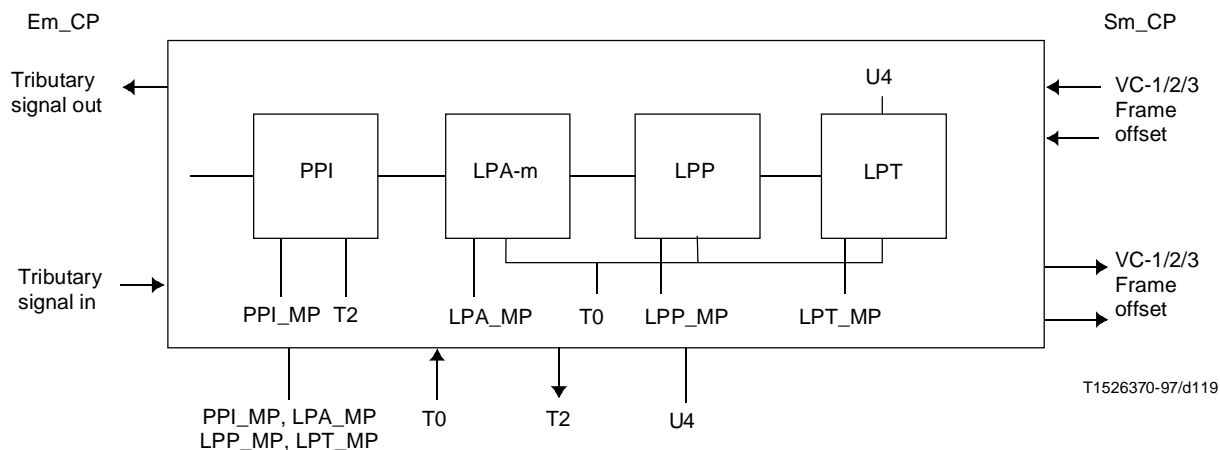 Em_CP
Sm_CP
Tributary
signal out
U4
VC-1/2/3
Frame
offset
PPI
LPA-m
LPP
LPT
Tributary
signal in
VC-1/2/3
Frame
offset
PPI_MP
T2
LPA_MP
T0
LPP_MP
LPT_MP
T1526370-97/d119
PPI_MP, LPA_MP
LPP_MP, LPT_MP
T0
T2
U4